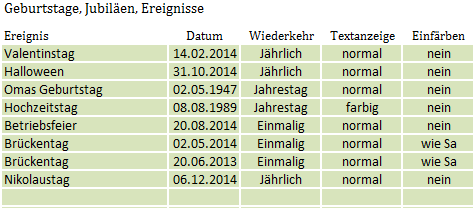 Geburtstage, Jubiläen, Ereignisse
Ereignis Datum Wiederkehr Textanzeige Einfärben
Valentinstag 14.02.2014 Jährlich normal nein
Halloween 31.10.2014 Jährlich normal nein
Omas Geburtstag 02.05.1947 Jahrestag normal nein
Hochzeitstag 08.08.1989 Jahrestag farbig nein
Betriebsfeier 20.08.2014 Einmalig normal nein
Brückentag 02.05.2014 Einmalig normal wie Sa
Brückentag 20.06.2013 Einmalig normal wie Sa
Nikolaustag 06.12.2014 Jährlich normal nein